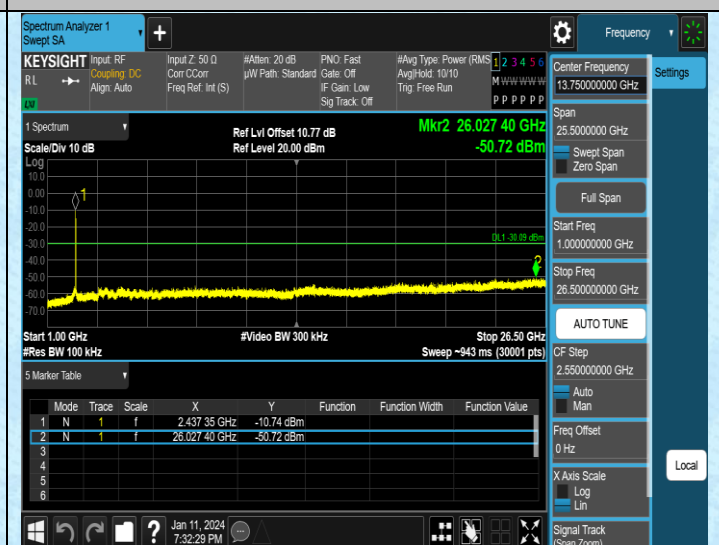 Spectrum Analyzer 1
Swept SA
Frequency
KEYSIGHT
RL
LXI
Input: RF
Coupling: DC
Align: Auto
Input Z: 50 Ω
Corr CCorr
Freq Ref: Int (S)
#Atten: 20 dB
µW Path: Standard
PNO: Fast
Gate: Off
IF Gain: Low
Sig Track: Off
#Avg Type: Power (RMS
Avg|Hold: 10/10
Trig: Free Run
1 2 3 4 5 6
M W W W W W
P P P P P P
1 Spectrum
Scale/Div 10 dB
Log
Ref Lvl Offset 10.77 dB
Ref Level 20.00 dBm
Mkr2 26.027 40 GHz
-50.72 dBm
10.0
0.00
-10.0
-20.0
-30.0
-40.0
-50.0
-60.0
-70.0
1
DL1 -30.09 dBm
2
Start 1.00 GHz
#Res BW 100 kHz
#Video BW 300 kHz
Stop 26.50 GHz
Sweep ~943 ms (30001 pts)
5 Marker Table
Mode Trace Scale X Y Function Function Width Function Value
1 N 1 f 2.437 35 GHz -10.74 dBm
2 N 1 f 26.027 40 GHz -50.72 dBm
3
4
5
6
Jan 11, 2024
7:32:29 PM
Center Frequency
13.750000000 GHz
Settings
Span
25.5000000 GHz
Swept Span
Zero Span
Full Span
Start Freq
1.000000000 GHz
Stop Freq
26.500000000 GHz
AUTO TUNE
CF Step
2.550000000 GHz
Auto
Man
Freq Offset
0 Hz
X Axis Scale
Log
Lin
Local
Signal Track
(Span Zoom)